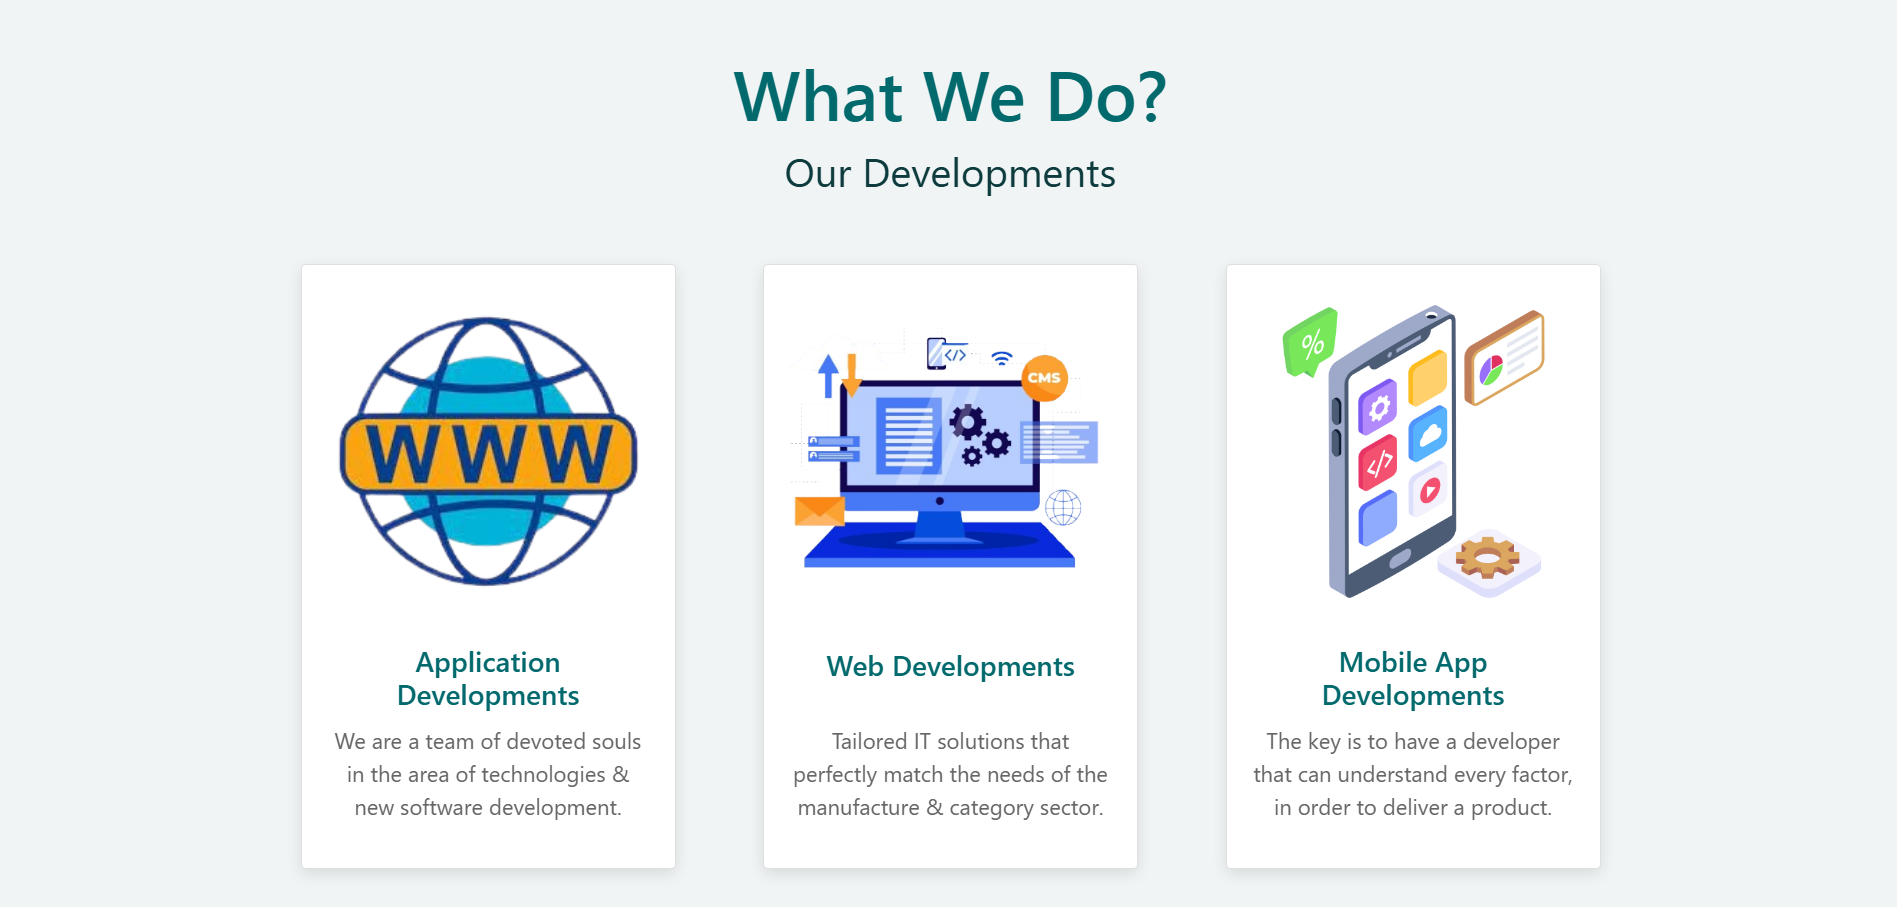 What We Do?
Our Developments
WWW
Application
Developments
We are a team of devoted souls
in the area of technologies &
new software development.
</>
CMS
Web Developments
Tailored IT solutions that
perfectly match the needs of the
manufacture & category sector.
%
</>
Mobile App
Developments
The key is to have a developer
that can understand every factor,
in order to deliver a product.